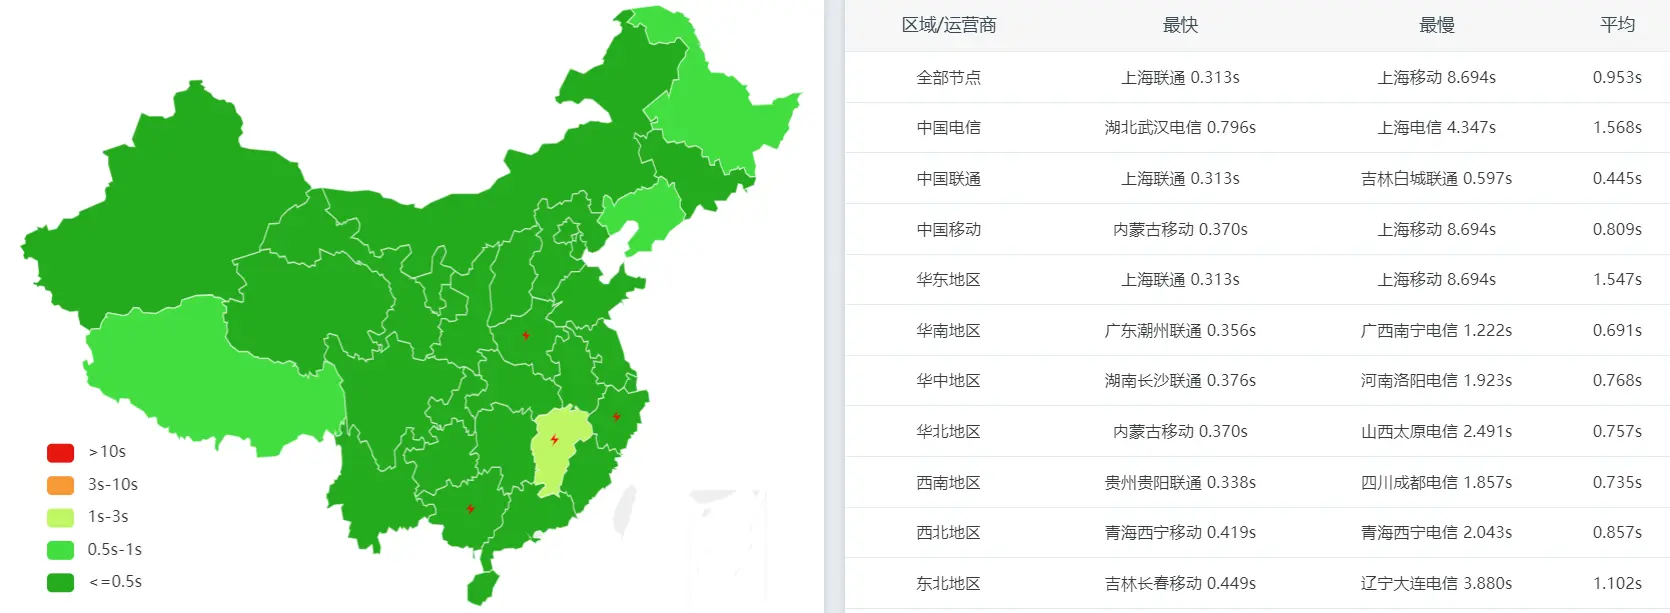 >10s
3s-10s
1s-3s
0.5s-1s
<=0.5s
区域/运营商 最快 最慢 平均
全部节点 上海联通 0.313s 上海移动 8.694s 0.953s
中国电信 湖北武汉电信 0.796s 上海电信 4.347s 1.568s
中国联通 上海联通 0.313s 吉林白城联通 0.597s 0.445s
中国移动 内蒙古移动 0.370s 上海移动 8.694s 0.809s
华东地区 上海联通 0.313s 上海移动 8.694s 1.547s
华南地区 广东潮州联通 0.356s 广西南宁电信 1.222s 0.691s
华中地区 湖南长沙联通 0.376s 河南洛阳电信 1.923s 0.768s
华北地区 内蒙古移动 0.370s 山西太原电信 2.491s 0.757s
西南地区 贵州贵阳联通 0.338s 四川成都电信 1.857s 0.735s
西北地区 青海西宁移动 0.419s 青海西宁电信 2.043s 0.857s
东北地区 吉林长春移动 0.449s 辽宁大连电信 3.880s 1.102s